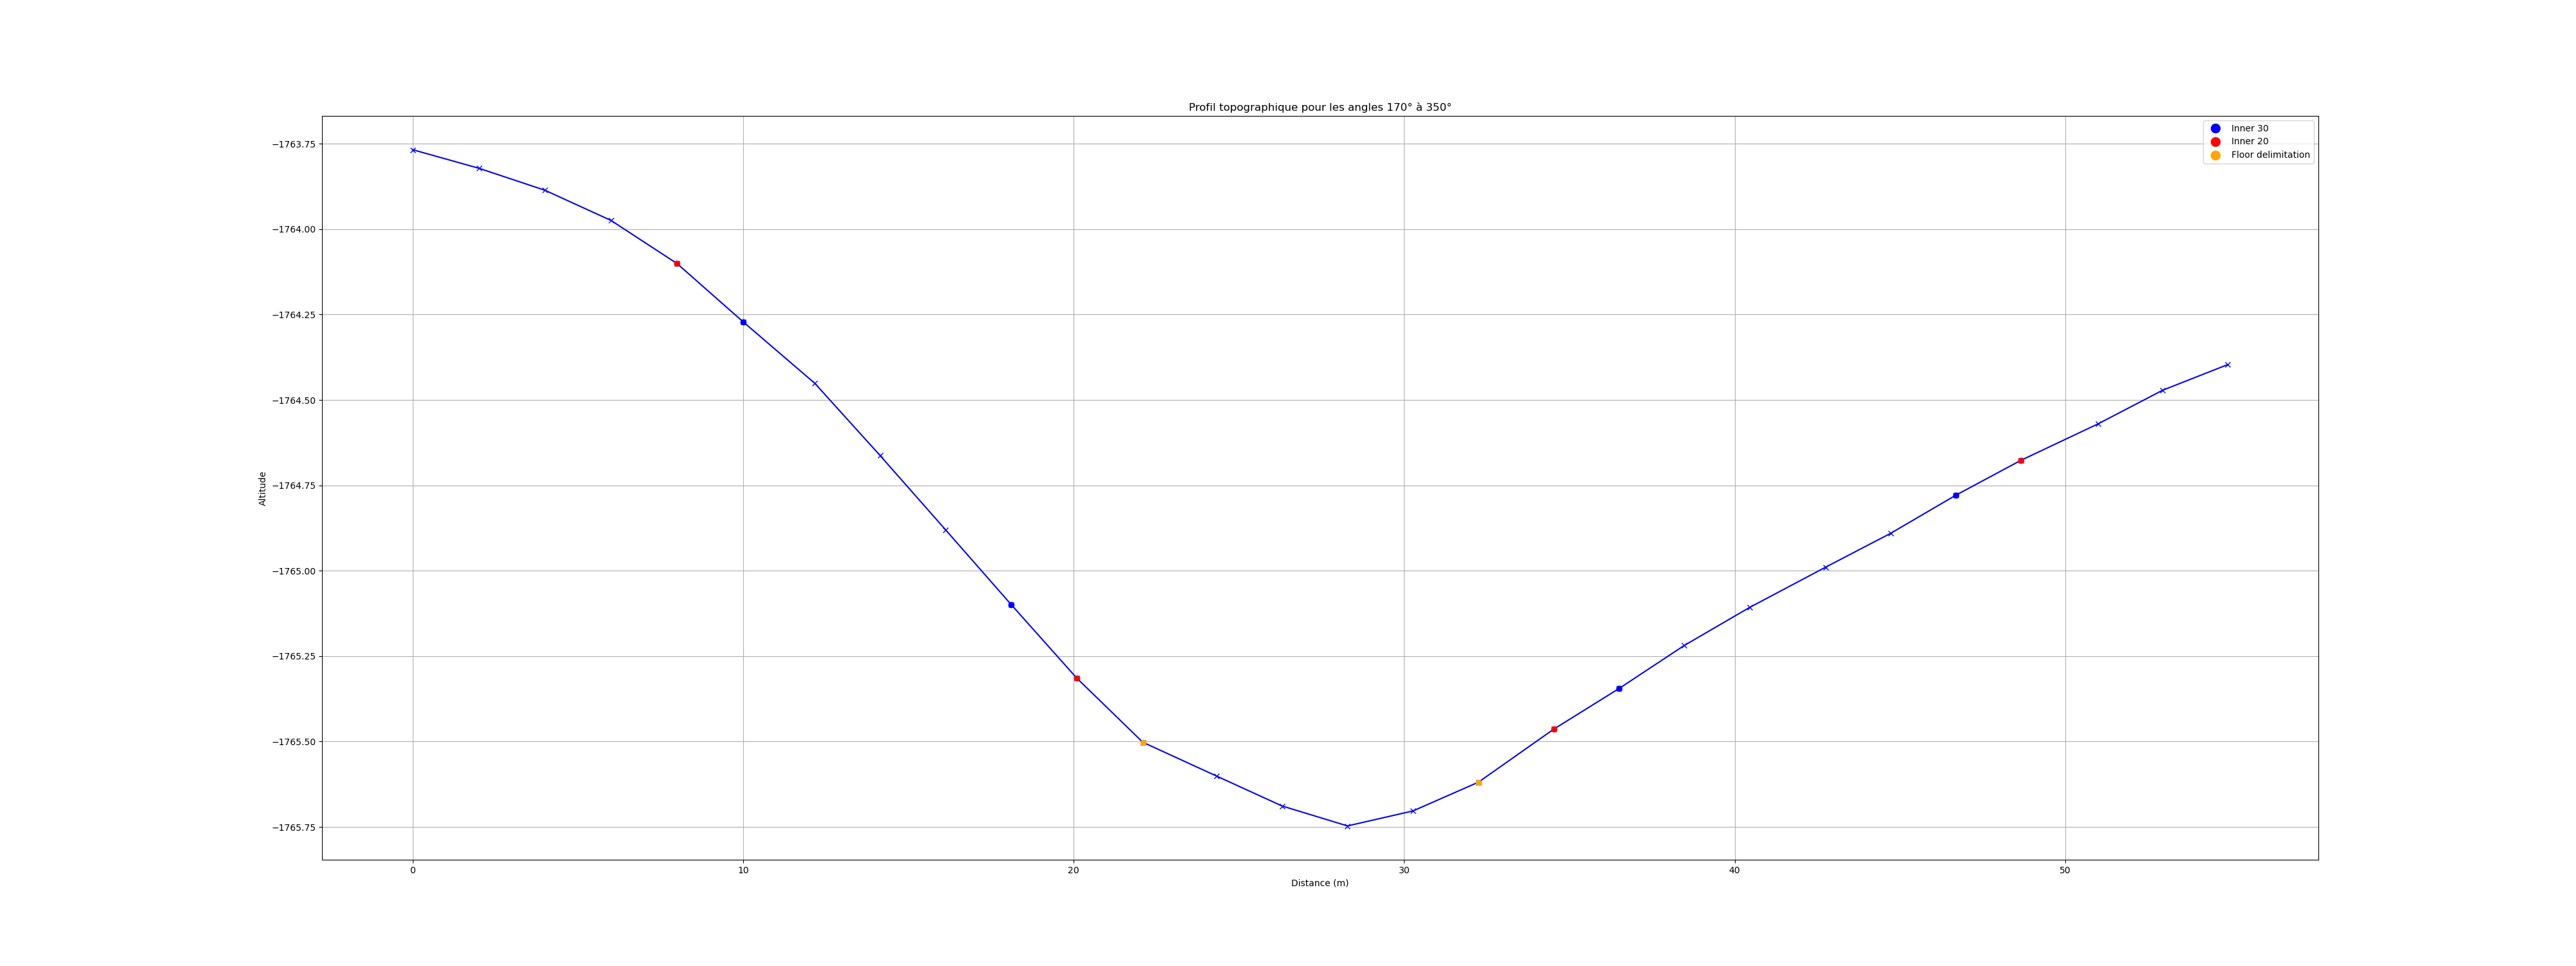 Profil topographique pour les angles 170° à 350°
Inner 30
Inner 20
Floor delimitation
Altitude
−1763.75
−1764.00
−1764.25
−1764.50
−1764.75
−1765.00
−1765.25
−1765.50
−1765.75
0 10 20 30 40 50
Distance (m)